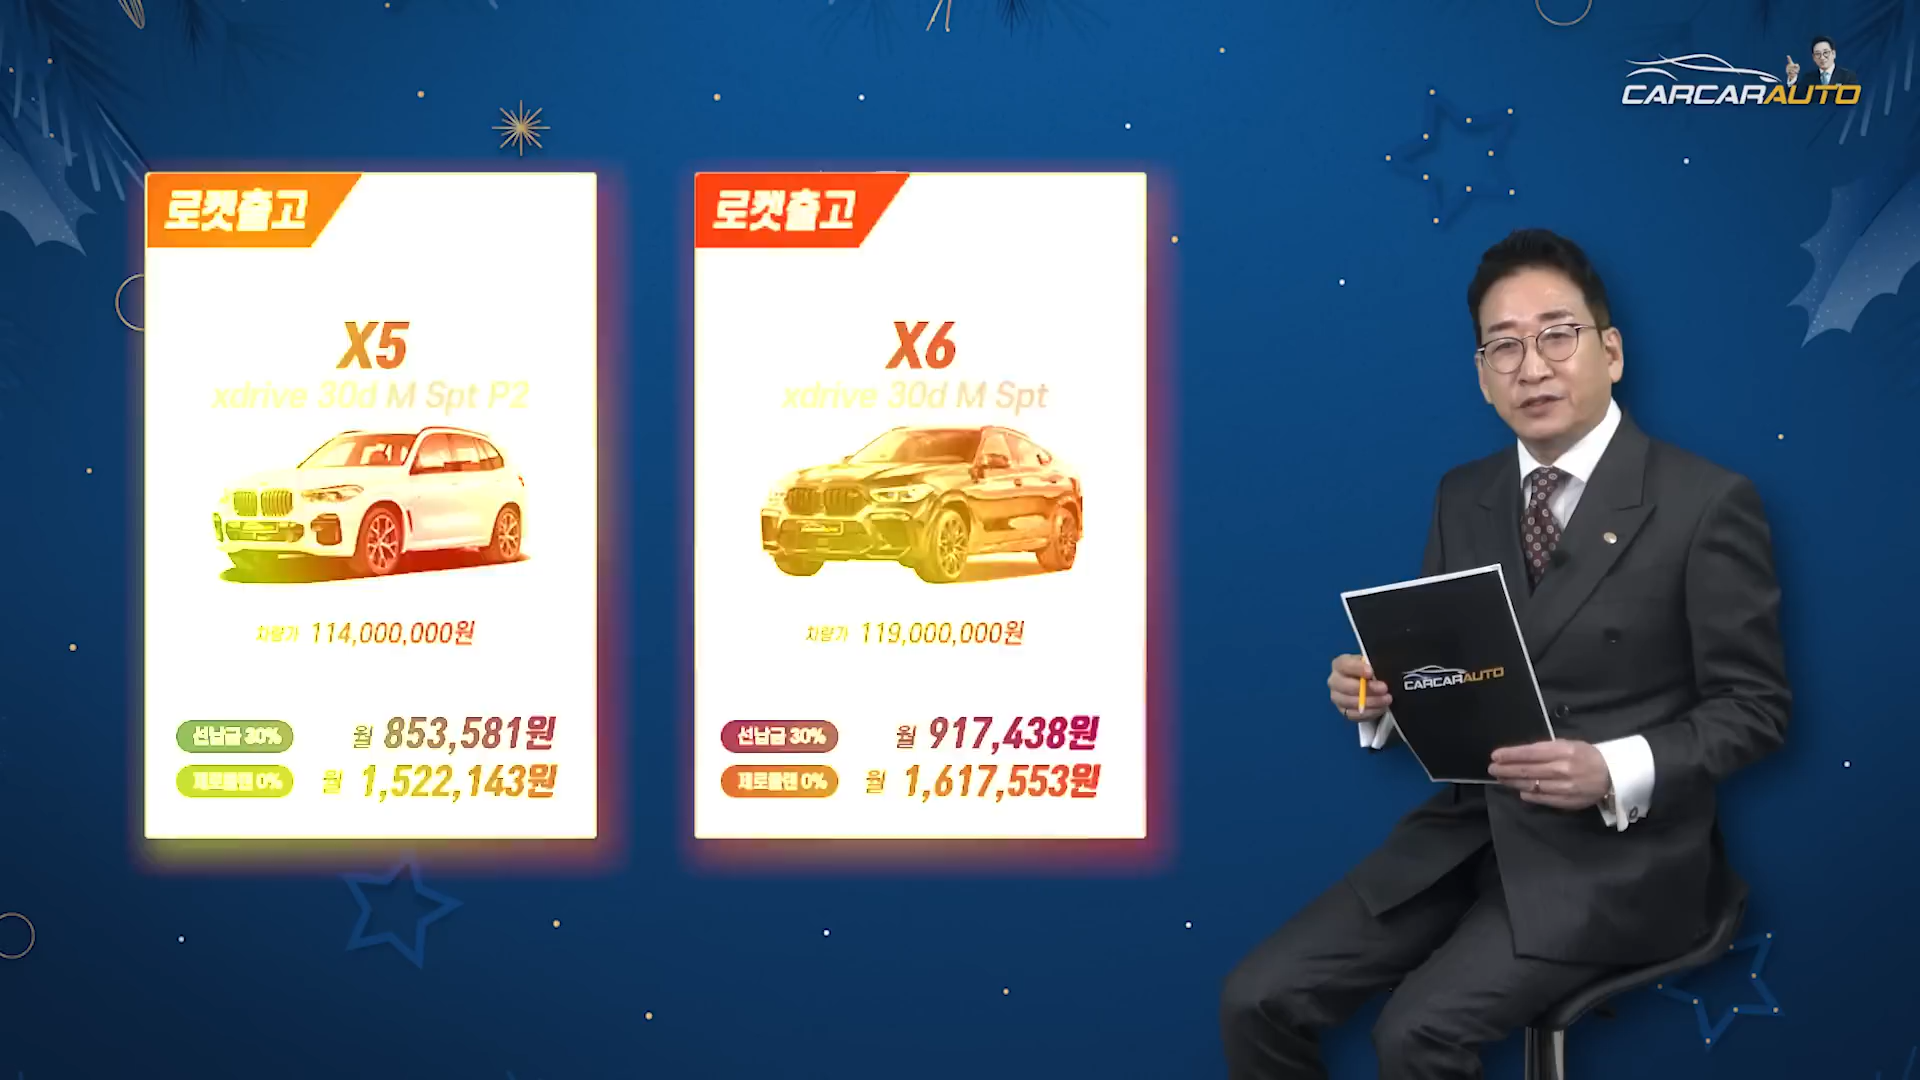 CARCARAUTO
로켓출고
X5
xdrive 30d M Spt P2
차량가 114,000,000원
선납금 30% 월 853,581원
제로플랜 0% 월 1,522,143원
로켓출고
X6
xdrive 30d M Spt
차량가 119,000,000원
선납금 30% 월 917,438원
제로플랜 0% 월 1,617,553원
CARCARAUTO